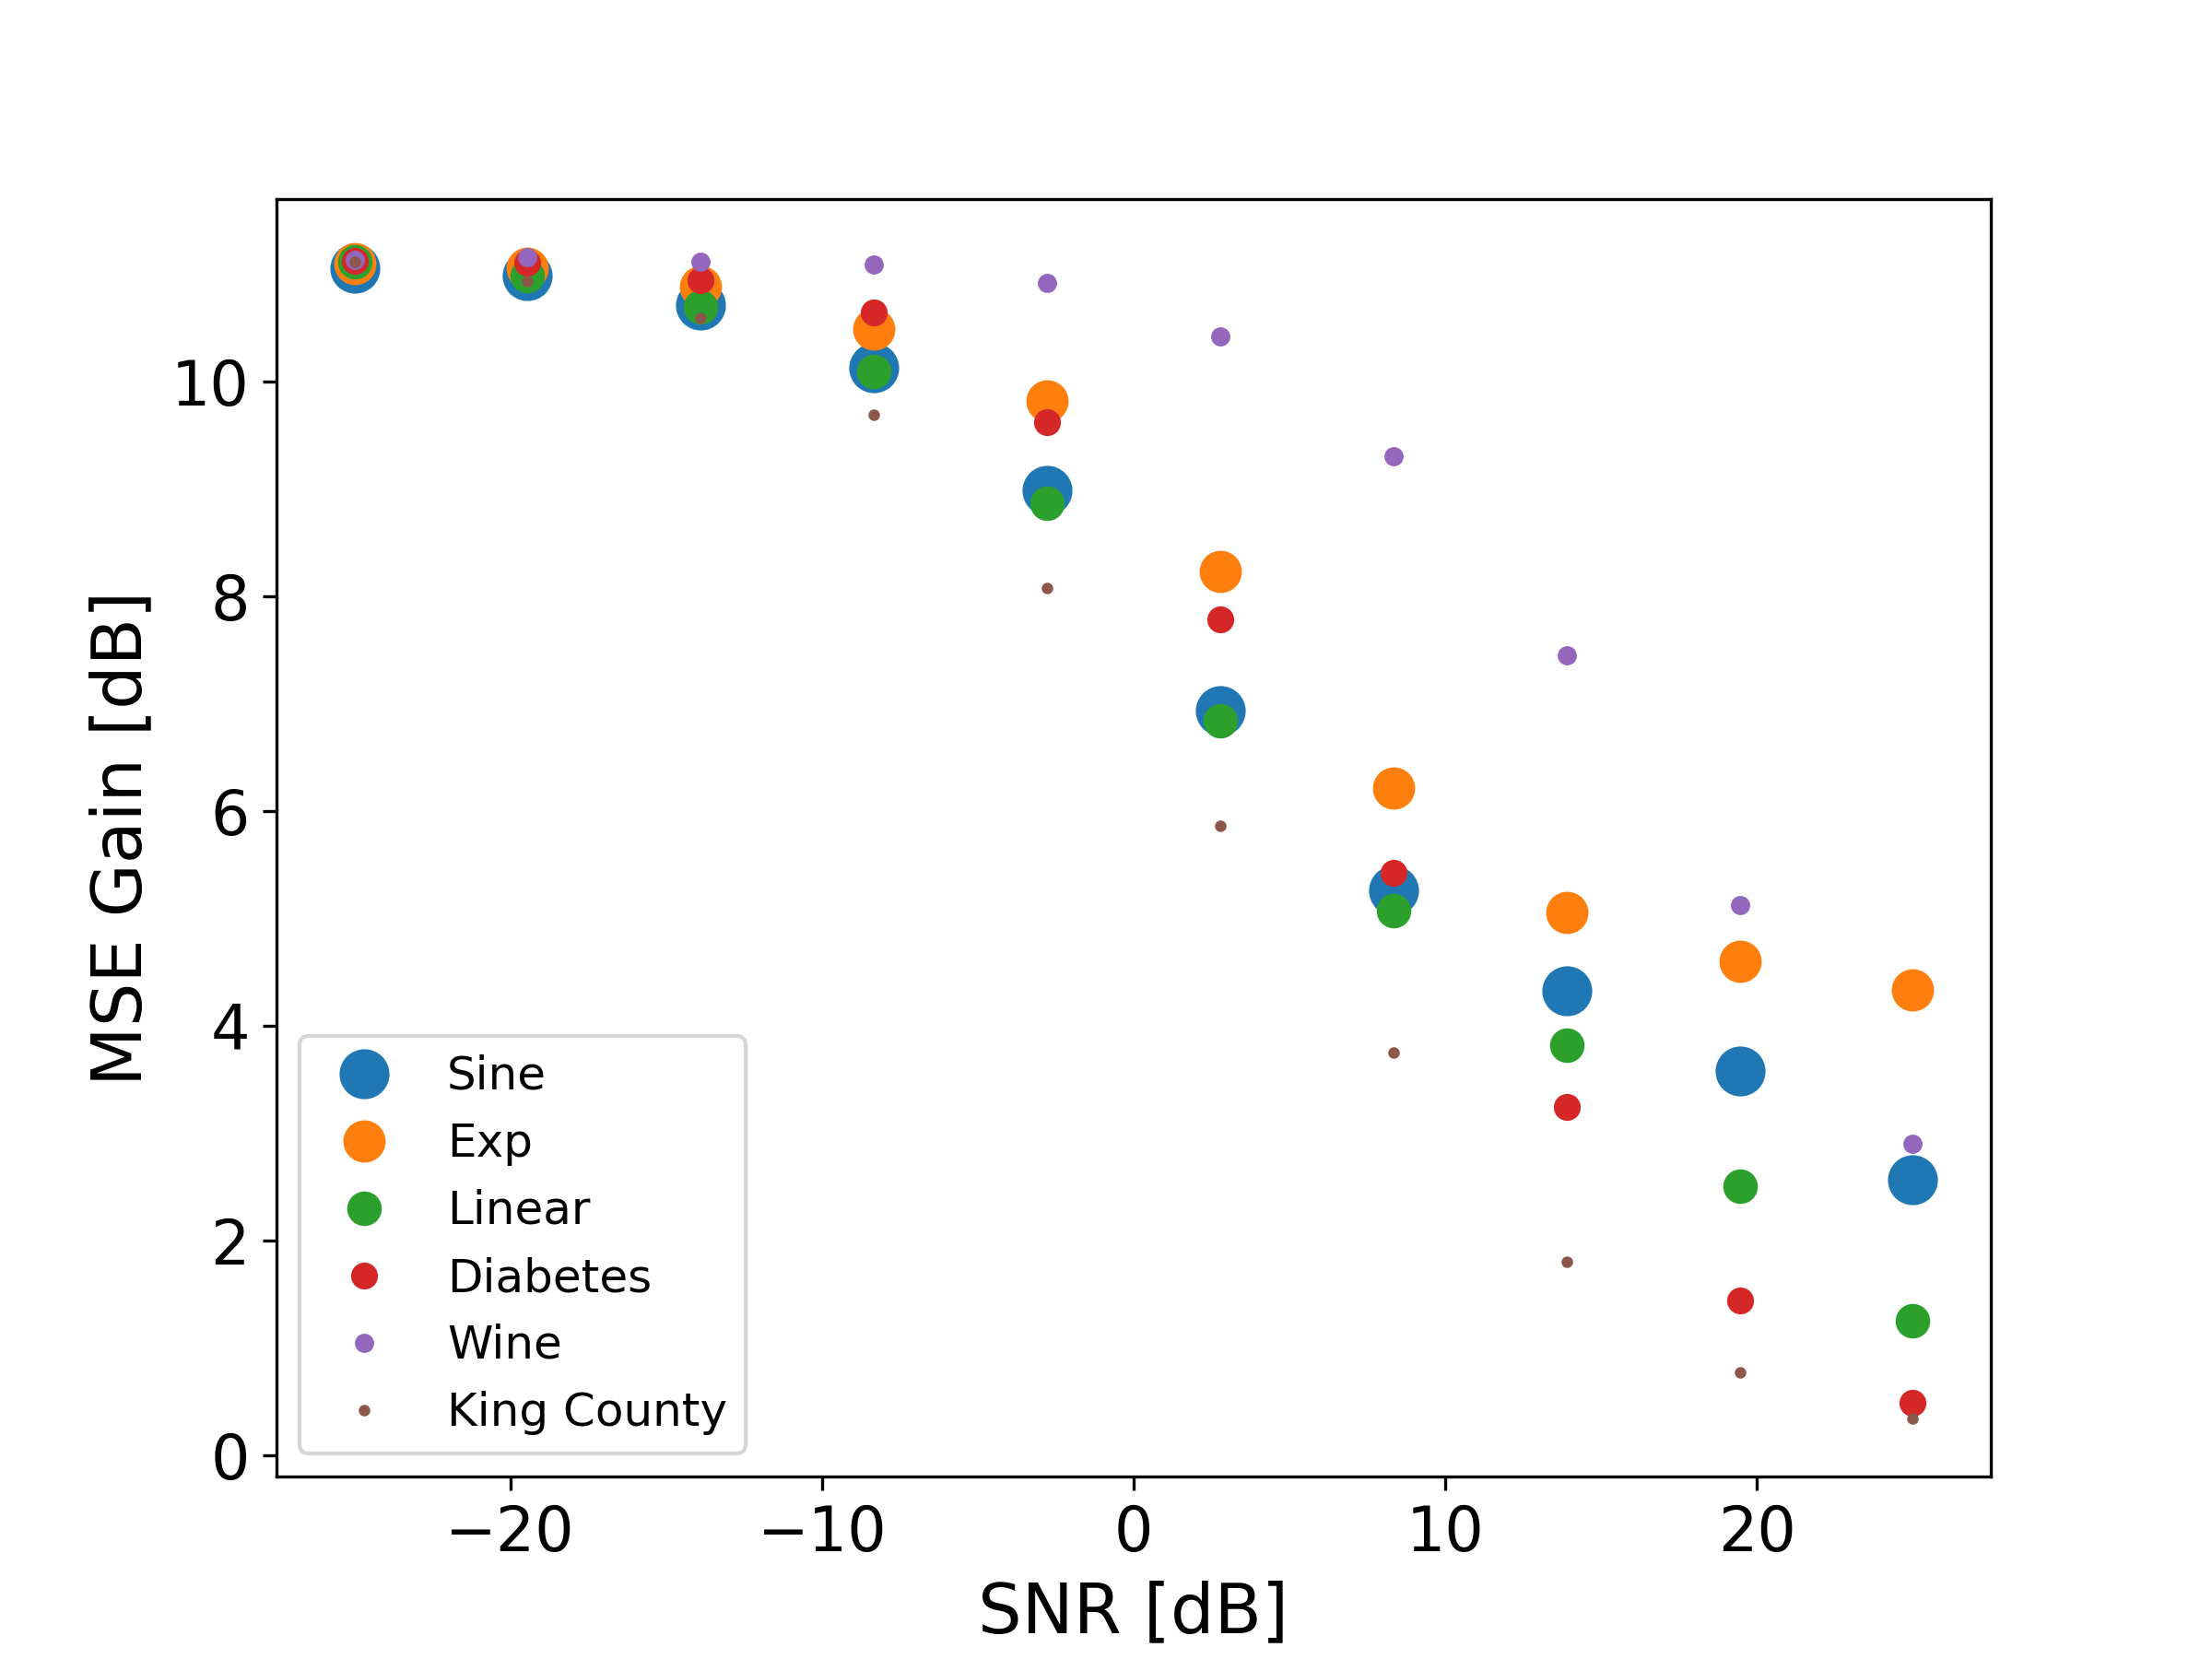 MSE Gain [dB]
10
8
6
4
2
0
Sine
Exp
Linear
Diabetes
Wine
King County
−20
−10
0
10
20
SNR [dB]